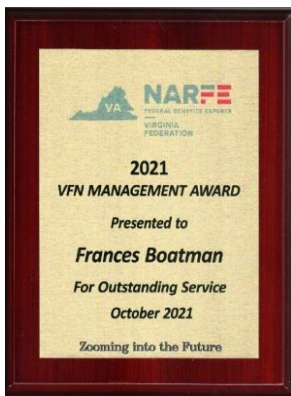 VA
NARFE
FEDERAL BENEFITS EXPERTS
VIRGINIA
FEDERATION
2021
VFN MANAGEMENT AWARD
Presented to
Frances Boatman
For Outstanding Service
October 2021
Zooming into the Future